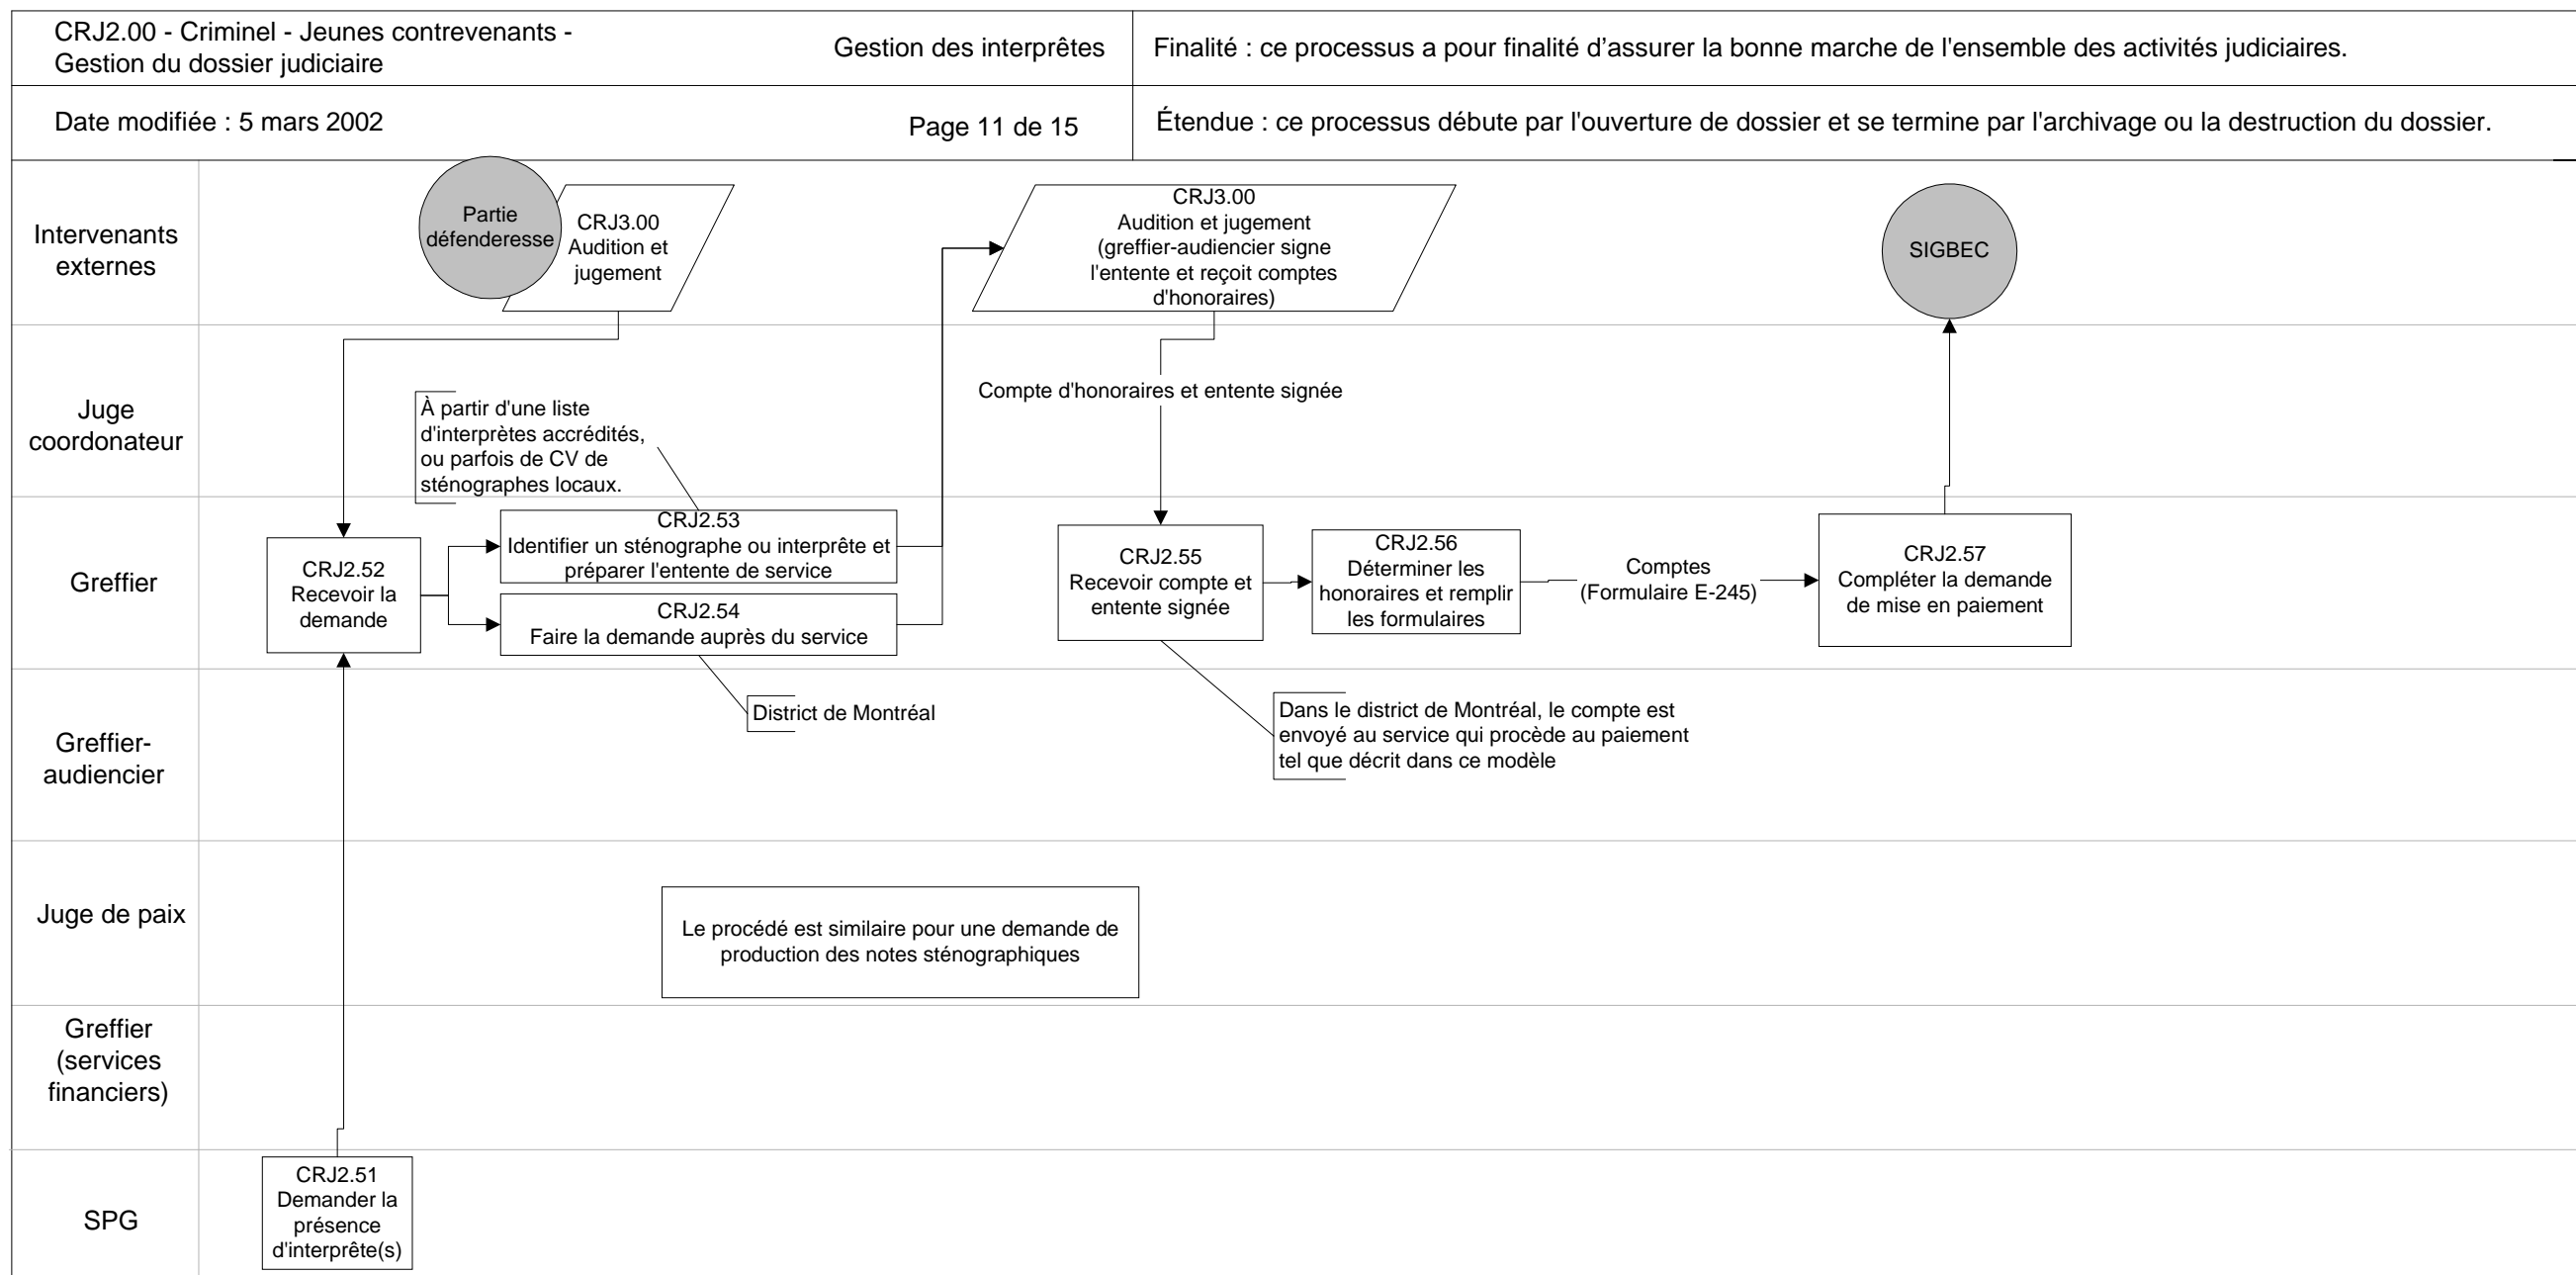 CRJ2.00 - Criminel - Jeunes contrevenants -
Gestion du dossier judiciaire
Gestion des interprêtes
Finalité : ce processus a pour finalité d’assurer la bonne marche de l'ensemble des activités judiciaires.
Date modifiée : 5 mars 2002
Page 11 de 15
Étendue : ce processus débute par l'ouverture de dossier et se termine par l'archivage ou la destruction du dossier.
Intervenants
externes
Partie
défenderesse
CRJ3.00
Audition et
jugement
CRJ3.00
Audition et jugement
(greffier-audiencier signe
l'entente et reçoit comptes
d'honoraires)
SIGBEC
Juge
coordonateur
À partir d'une liste
d'interprètes accrédités,
ou parfois de CV de
sténographes locaux.
Compte d'honoraires et entente signée
Greffier
CRJ2.52
Recevoir la
demande
CRJ2.53
Identifier un sténographe ou interprête et
préparer l'entente de service
CRJ2.54
Faire la demande auprès du service
CRJ2.55
Recevoir compte et
entente signée
CRJ2.56
Déterminer les
honoraires et remplir
les formulaires
Comptes
(Formulaire E-245)
CRJ2.57
Compléter la demande
de mise en paiement
Greffier-
audiencier
District de Montréal
Dans le district de Montréal, le compte est
envoyé au service qui procède au paiement
tel que décrit dans ce modèle
Juge de paix
Le procédé est similaire pour une demande de
production des notes sténographiques
Greffier
(services
financiers)
SPG
CRJ2.51
Demander la
présence
d'interprête(s)